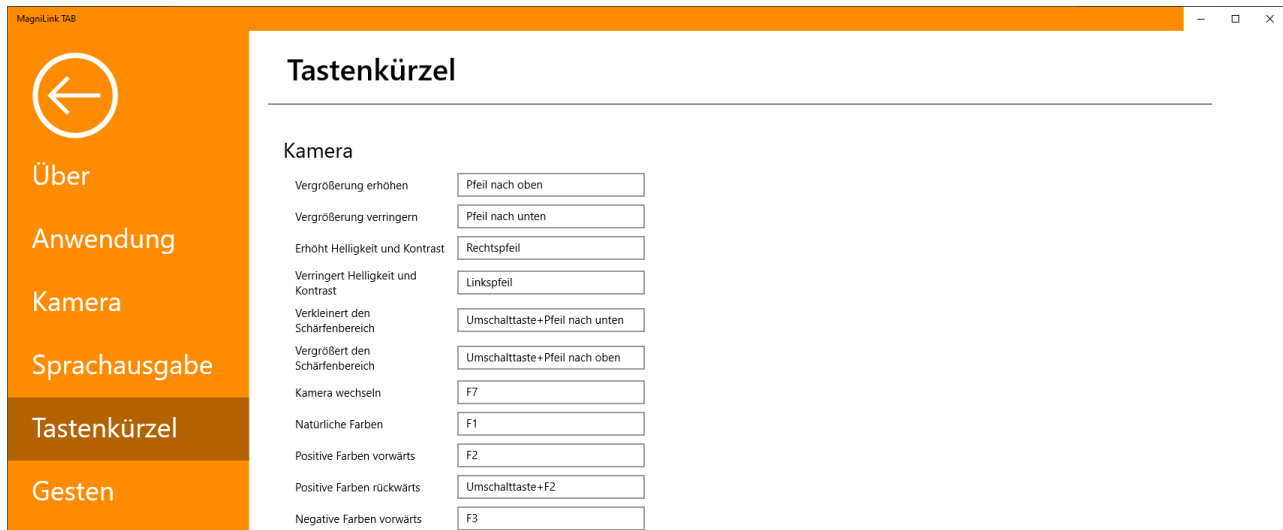 MagniLink TAB
Über
Anwendung
Kamera
Sprachausgabe
Tastenkürzel
Gesten
Tastenkürzel
Kamera
Vergrößerung erhöhen Pfeil nach oben
Vergrößerung verringern Pfeil nach unten
Erhöht Helligkeit und Kontrast Rechtspfeil
Verringert Helligkeit und
Kontrast
Linkspfeil
Verkleinert den
Schärfenbereich
Umschalttaste+Pfeil nach unten
Vergrößert den
Schärfenbereich
Umschalttaste+Pfeil nach oben
Kamera wechseln F7
Natürliche Farben F1
Positive Farben vorwärts F2
Positive Farben rückwärts Umschalttaste+F2
Negative Farben vorwärts F3